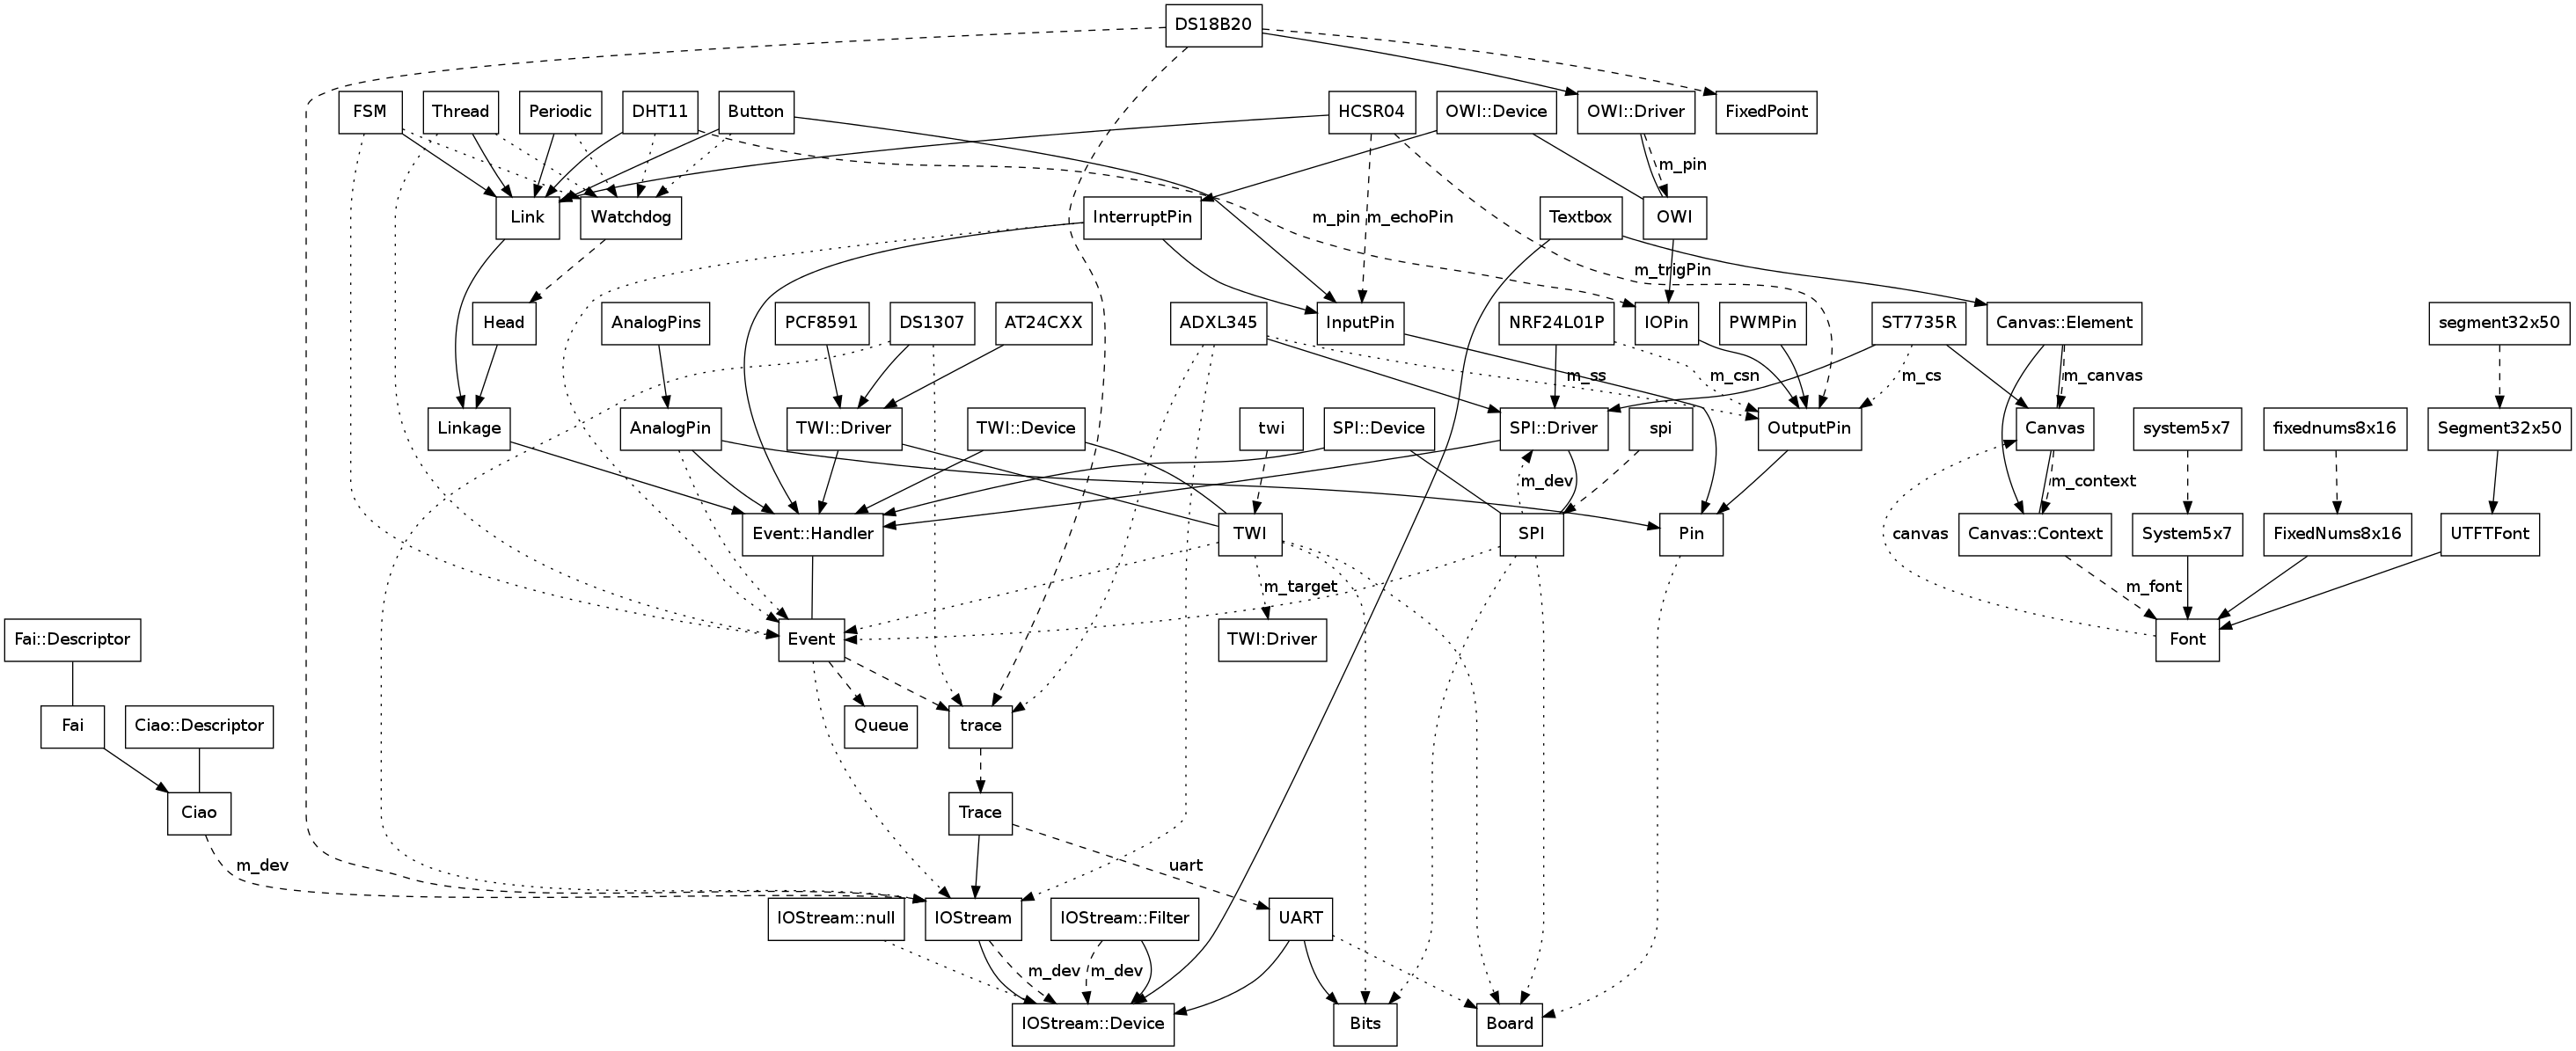 DS18B20
FSM
Thread
Periodic
DHT11
Button
HCSR04
OWI::Device
OWI::Driver
FixedPoint
m_pin
Link
Watchdog
InterruptPin
m_pin
m_echoPin
Textbox
OWI
m_trigPin
Head
AnalogPins
PCF8591
DS1307
AT24CXX
ADXL345
InputPin
NRF24L01P
IOPin
PWMPin
ST7735R
Canvas::Element
segment32x50
m_ss
m_csn
m_cs
m_canvas
Linkage
AnalogPin
TWI::Driver
TWI::Device
twi
SPI::Device
SPI::Driver
spi
OutputPin
Canvas
system5x7
fixednums8x16
Segment32x50
m_dev
m_context
Event::Handler
TWI
SPI
Pin
canvas
Canvas::Context
System5x7
FixedNums8x16
UTFTFont
m_target
m_font
Fai::Descriptor
Event
TWI:Driver
Font
Fai
Ciao::Descriptor
Queue
trace
Ciao
Trace
m_dev
uart
IOStream::null
IOStream
IOStream::Filter
UART
m_dev
m_dev
IOStream::Device
Bits
Board